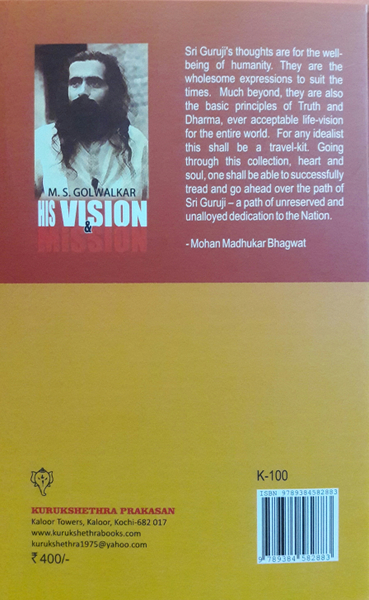 Sri Guruji's thoughts are for the well-
being of humanity. They are the
wholesome expressions to suit the
times. Much beyond, they are also
the basic principles of Truth and
Dharma, ever acceptable life-vision
for the entire world. For any idealist
this shall be a travel-kit. Going
through this collection, heart and
soul, one shall be able to successfully
tread and go ahead over the path of
Sri Guruji – a path of unreserved and
unalloyed dedication to the Nation.
- Mohan Madhukar Bhagwat
M. S. GOLWALKAR
HIS VISION
&
MISSION
K-100
ISBN 9789384582883
9 789384 582883
KURUKSHETHRA PRAKASAN
Kaloor Towers, Kaloor, Kochi-682 017
www.kurukshethrabooks.com
kurukshethra1975@yahoo.com
₹ 400/-